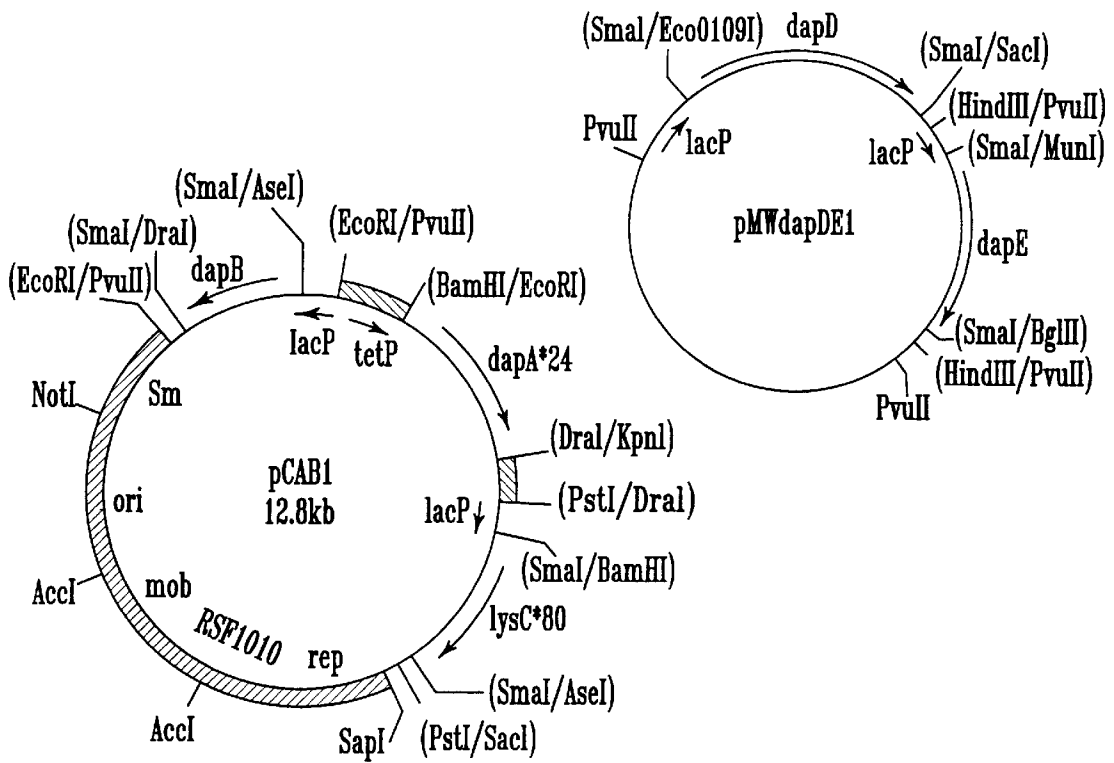 (SmaI/Eco0109I)
dapD
(SmaI/SacI)
(HindIII/PvuII)
PvuII
lacP
lacP
(SmaI/MunI)
pMWdapDE1
dapE
(SmaI/BglII)
(HindIII/PvuII)
PvuII
(SmaI/AseI)
(SmaI/DraI)
(EcoRI/PvuII)
(EcoRI/PvuII)
dapB
(BamHI/EcoRI)
lacP
tetP
dapA*24
NotI
Sm
(DraI/KpnI)
pCAB1
12.8kb
ori
lacP
(PstI/DraI)
(SmaI/BamHI)
AccI
mob
lysC*80
RSF1010
rep
(SmaI/AseI)
AccI
SapI
(PstI/SacI)